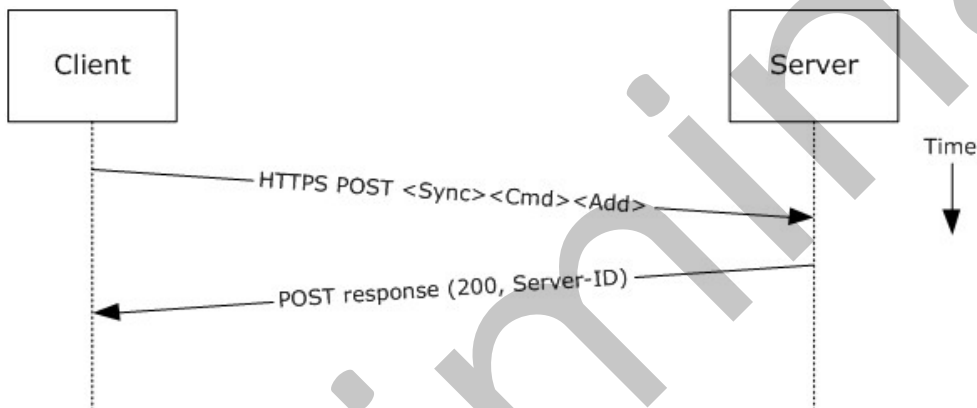 Client
Server
Time
HTTPS POST <Sync><Cmd><Add>
POST response (200, Server-ID)